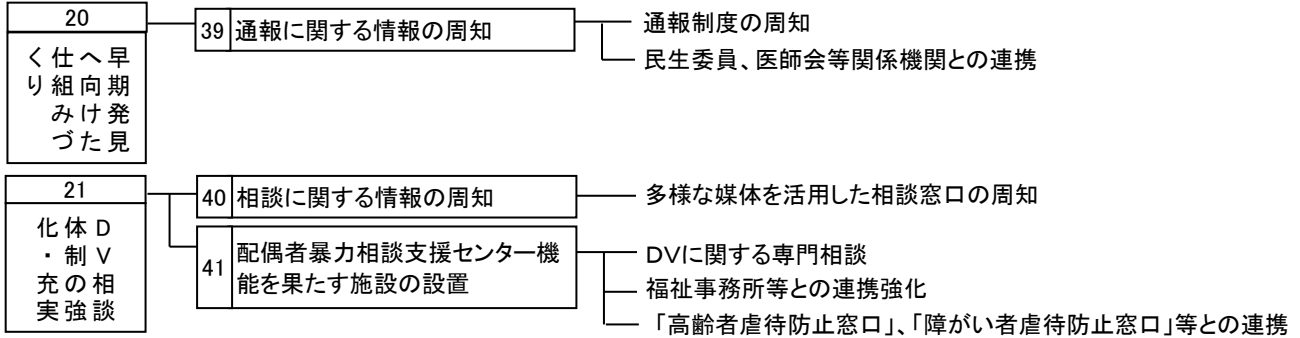 20
早期発見
へ向けた
仕組みづ
くり
39 通報に関する情報の周知
通報制度の周知
民生委員、医師会等関係機関との連携
21
DV相談
体制の強
化・充実
40 相談に関する情報の周知
多様な媒体を活用した相談窓口の周知
41 配偶者暴力相談支援センター機
能を果たす施設の設置
DVに関する専門相談
福祉事務所等との連携強化
「高齢者虐待防止窓口」、「障がい者虐待防止窓口」等との連携